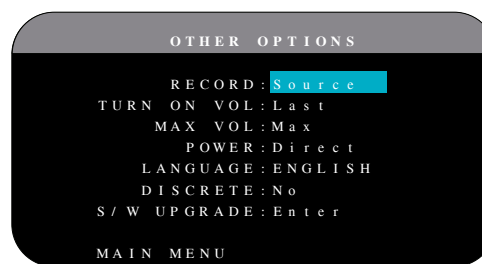 OTHER OPTIONS
RECORD:Source
TURN ON VOL:Last
MAX VOL:Max
POWER:Direct
LANGUAGE:ENGLISH
DISCRETE:No
S/W UPGRADE:Enter
MAIN MENU